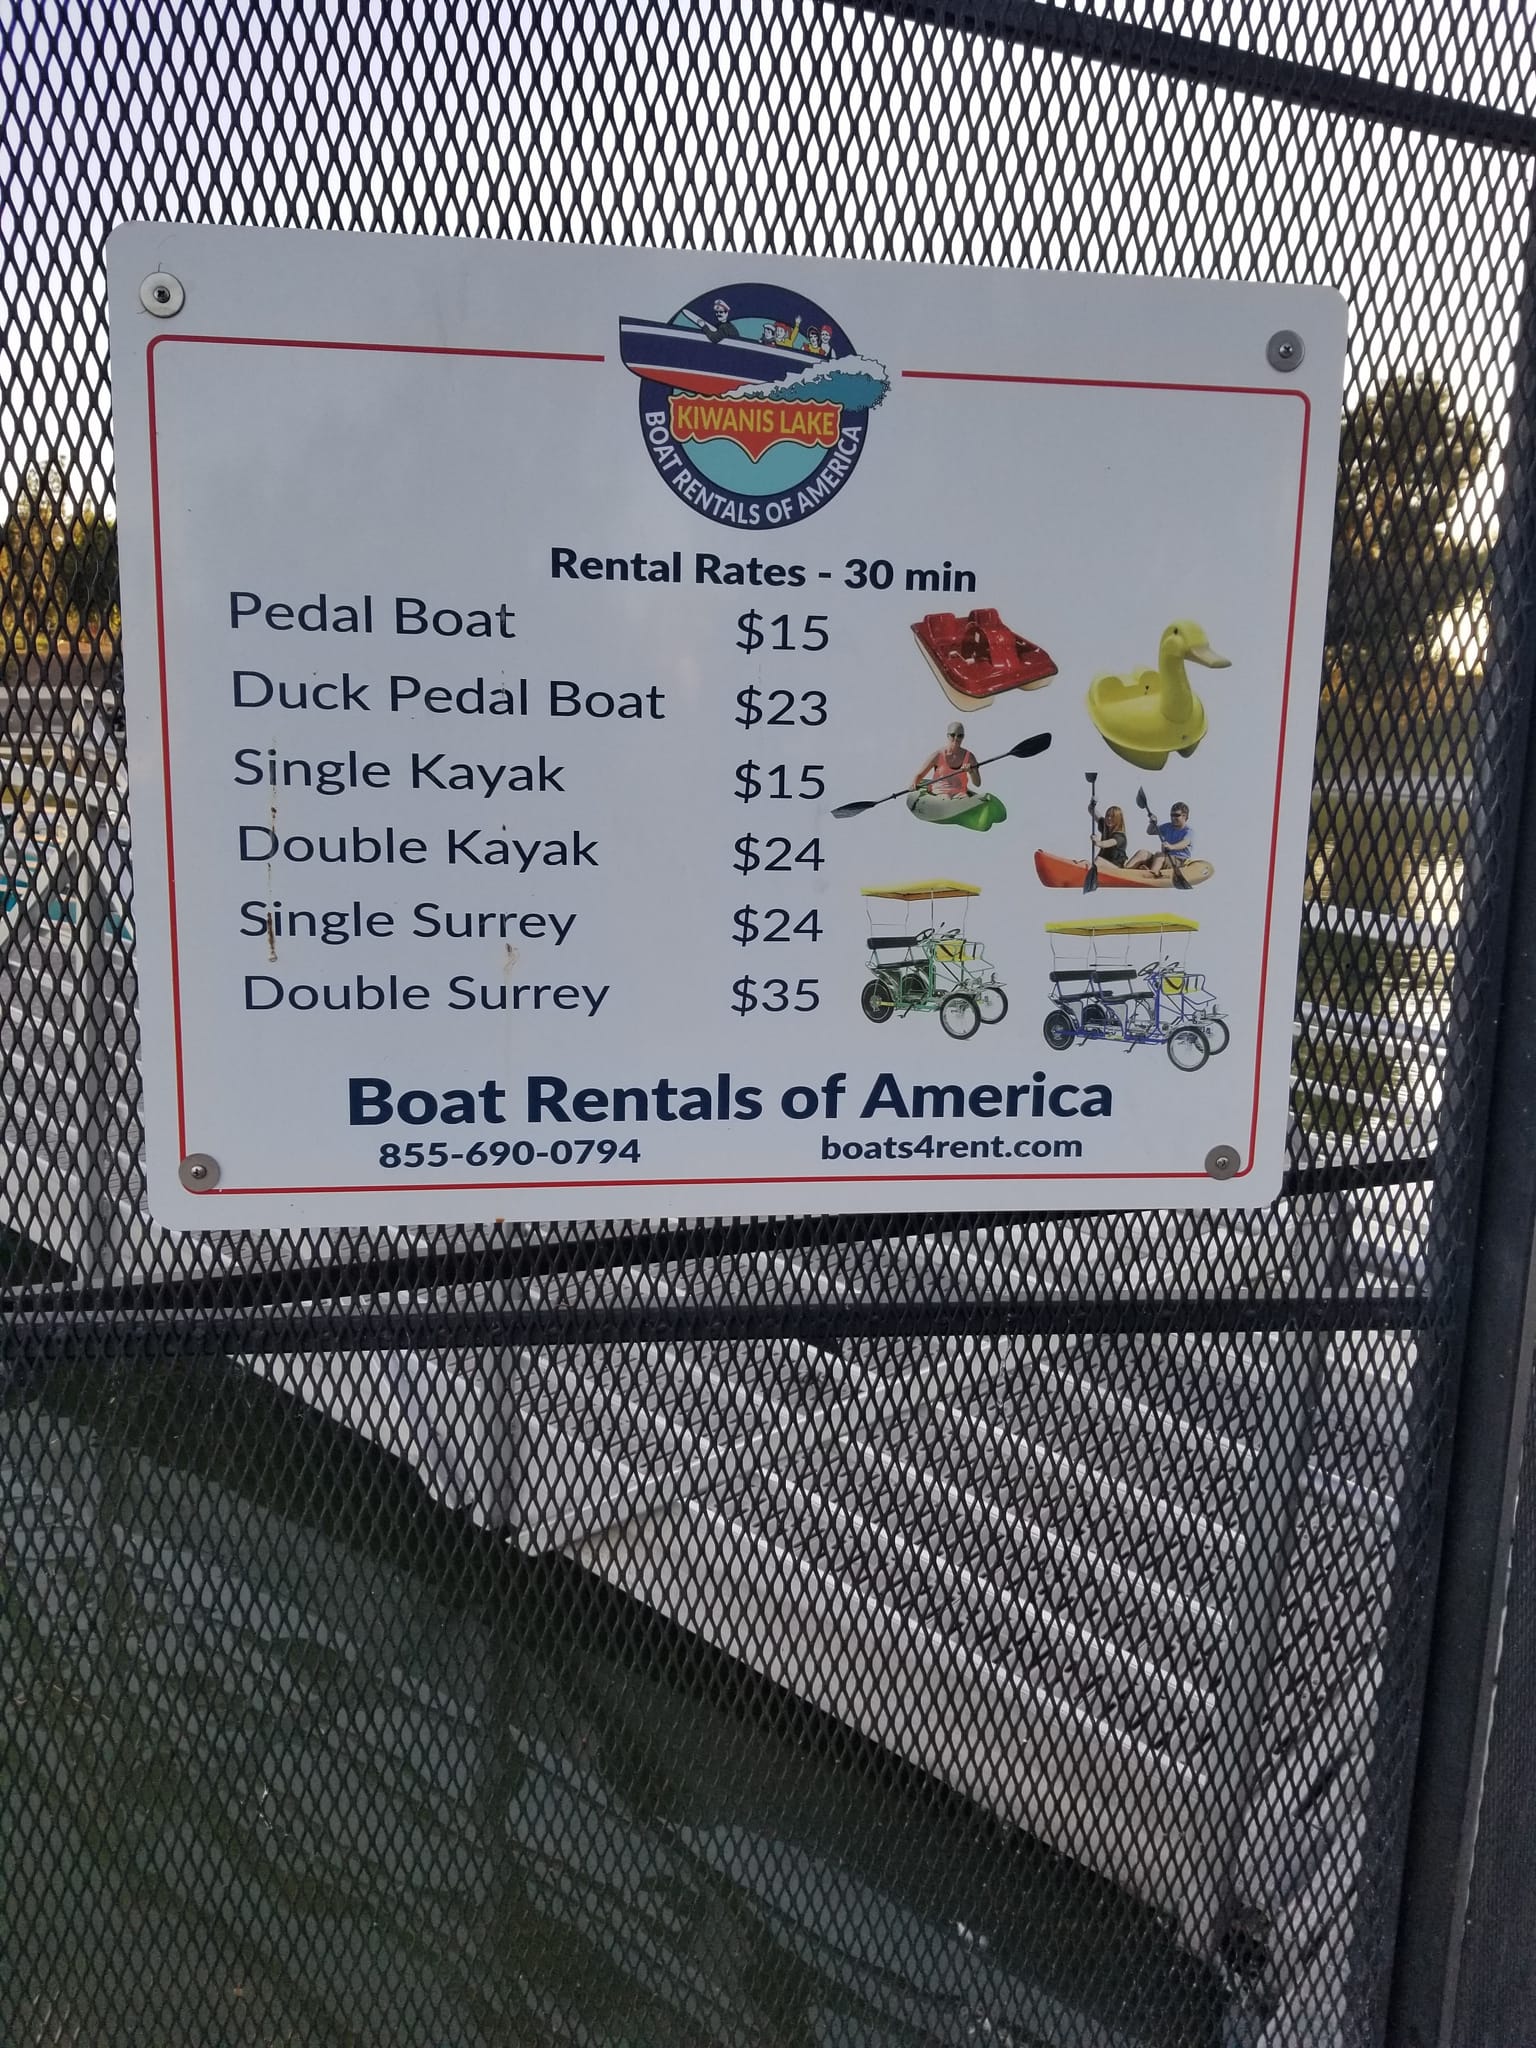 KIWANIS LAKE
BOAT RENTALS OF AMERICA
Rental Rates - 30 min
Pedal Boat $15
Duck Pedal Boat $23
Single Kayak $15
Double Kayak $24
Single Surrey $24
Double Surrey $35
Boat Rentals of America
855-690-0794 boats4rent.com